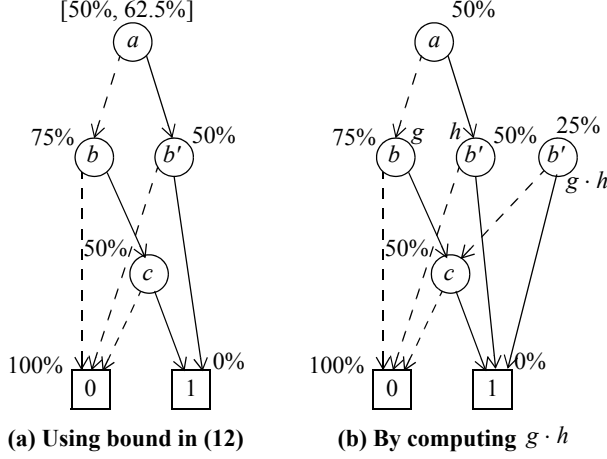 [50%, 62.5%] 50%
a a
75% b 50% b' 75% b g h b' 50% 25% b' g · h
50% c 50% c
100% 0 1 0% 100% 0 1 0%
(a) Using bound in (12) (b) By computing g · h